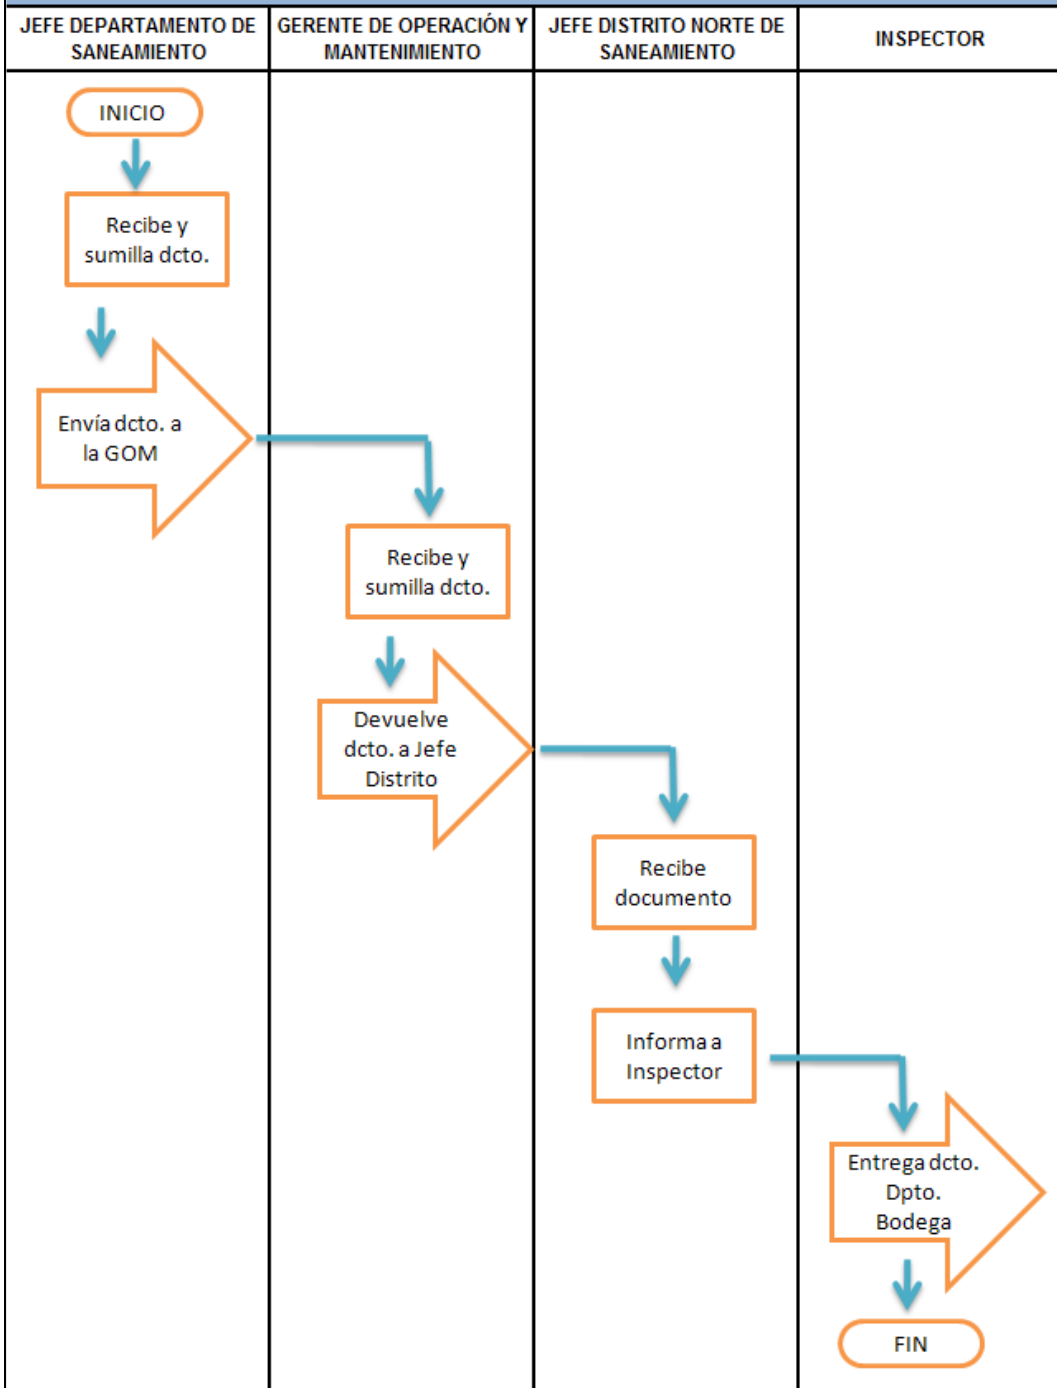 JEFE DEPARTAMENTO DE
SANEAMIENTO
GERENTE DE OPERACIÓN Y
MANTENIMIENTO
JEFE DISTRITO NORTE DE
SANEAMIENTO
INSPECTOR
INICIO
Recibe y
sumilla dcto.
Envía dcto. a
la GOM
Recibe y
sumilla dcto.
Devuelve
dcto. a Jefe
Distrito
Recibe
documento
Informa a
Inspector
Entrega dcto.
Dpto.
Bodega
FIN